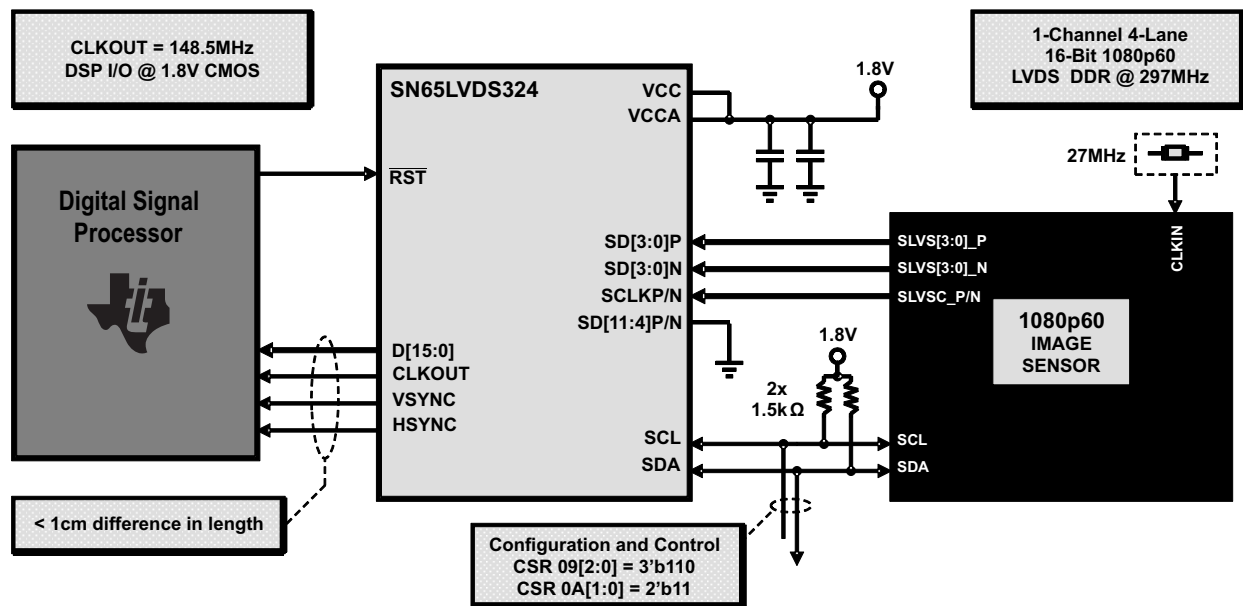 CLKOUT = 148.5MHz
DSP I/O @ 1.8V CMOS
1-Channel 4-Lane
16-Bit 1080p60
LVDS DDR @ 297MHz
SN65LVDS324
VCC
VCCA
1.8V
27MHz
CLKIN
Digital Signal
Processor
ti
RST
SD[3:0]P
SD[3:0]N
SCLKP/N
SD[11:4]P/N
SLVS[3:0]_P
SLVS[3:0]_N
SLVSC_P/N
1080p60
IMAGE
SENSOR
D[15:0]
CLKOUT
VSYNC
HSYNC
1.8V
2x
1.5kΩ
SCL
SDA
SCL
SDA
< 1cm difference in length
Configuration and Control
CSR 09[2:0] = 3'b110
CSR 0A[1:0] = 2'b11